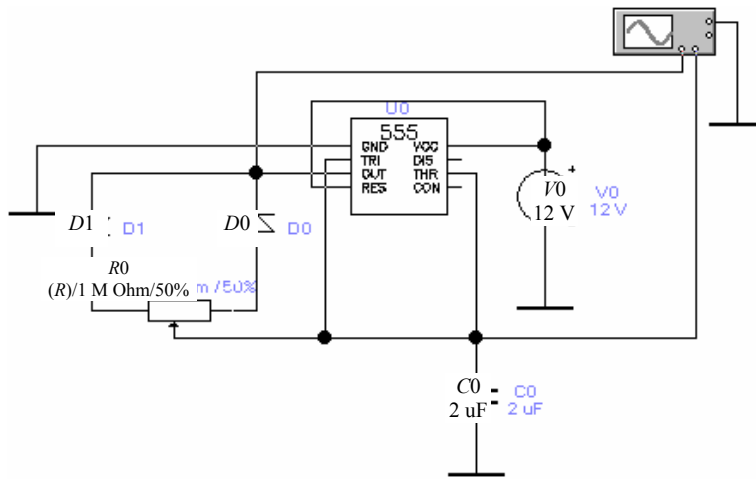 U0
555
GND VCC
TRI DIS
OUT THR
RES CON
V0
12 V
V0
12V
D1
D1
D0
D0
R0
(R)/1 M Ohm/50%
m /50%
C0
2 uF
C0
2 uF